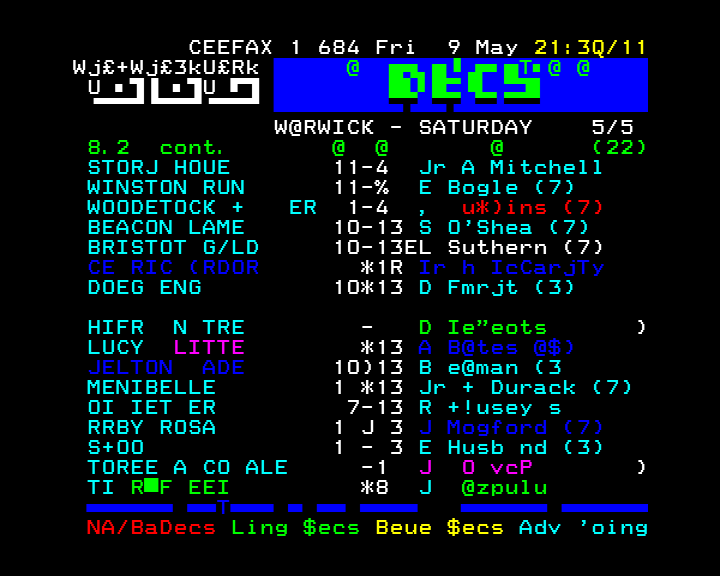 CEEFAX 1 684 Fri 9 May 21:3Q/11
Wj£+Wj£3kU£Rk @ DECS T @ @
U U
W@RWICK - SATURDAY 5/5
8.2 cont. @ @ @ (22)
STORJ HOUE 11-4 Jr A Mitchell
WINSTON RUN 11-% E Bogle (7)
WOODETOCK + ER 1-4 , u*)ins (7)
BEACON LAME 10-13 S O'Shea (7)
BRISTOT G/LD 10-13EL Suthern (7)
CE RIC (RDOR *1R Ir h IcCarjTy
DOEG ENG 10*13 D Fmrjt (3)
HIFR N TRE - D Ie”eots )
LUCY LITTE *13 A B@tes @$)
JELTON ADE 10)13 B e@man (3
MENIBELLE 1 *13 Jr + Durack (7)
OI IET ER 7-13 R +!usey s
RRBY ROSA 1 J 3 J Mogford (7)
S+OO 1 - 3 E Husb nd (3)
TOREE A CO ALE -1 J O vcP )
TI R■F EEI *8 J @zpulu
T
NA/BaDecs Ling $ecs Beue $ecs Adv ’oing